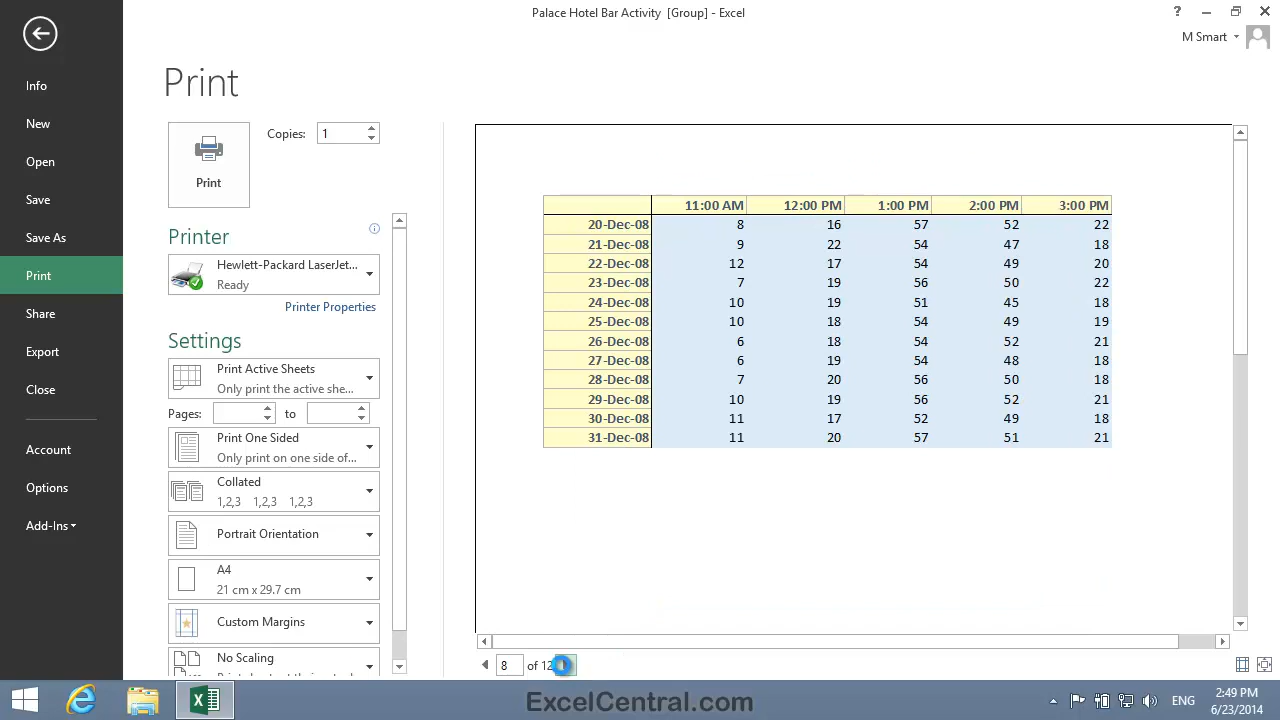 Palace Hotel Bar Activity [Group] - Excel
?
M Smart
Info
New
Open
Save
Save As
Print
Share
Export
Close
Account
Options
Add-Ins
Print
Print
Copies: 1
Printer
Hewlett-Packard LaserJet...
Ready
Printer Properties
Settings
Print Active Sheets
Only print the active she...
Pages: to
Print One Sided
Only print on one side of...
Collated
1,2,3 1,2,3 1,2,3
Portrait Orientation
A4
21 cm x 29.7 cm
Custom Margins
No Scaling
11:00 AM 12:00 PM 1:00 PM 2:00 PM 3:00 PM
20-Dec-08 8 16 57 52 22
21-Dec-08 9 22 54 47 18
22-Dec-08 12 17 54 49 20
23-Dec-08 7 19 56 50 22
24-Dec-08 10 19 51 45 18
25-Dec-08 10 18 54 49 19
26-Dec-08 6 18 54 52 21
27-Dec-08 6 19 54 48 18
28-Dec-08 7 20 56 50 18
29-Dec-08 10 19 56 52 21
30-Dec-08 11 17 52 49 18
31-Dec-08 11 20 57 51 21
8 of 12
ExcelCentral.com
ENG
2:49 PM
6/23/2014